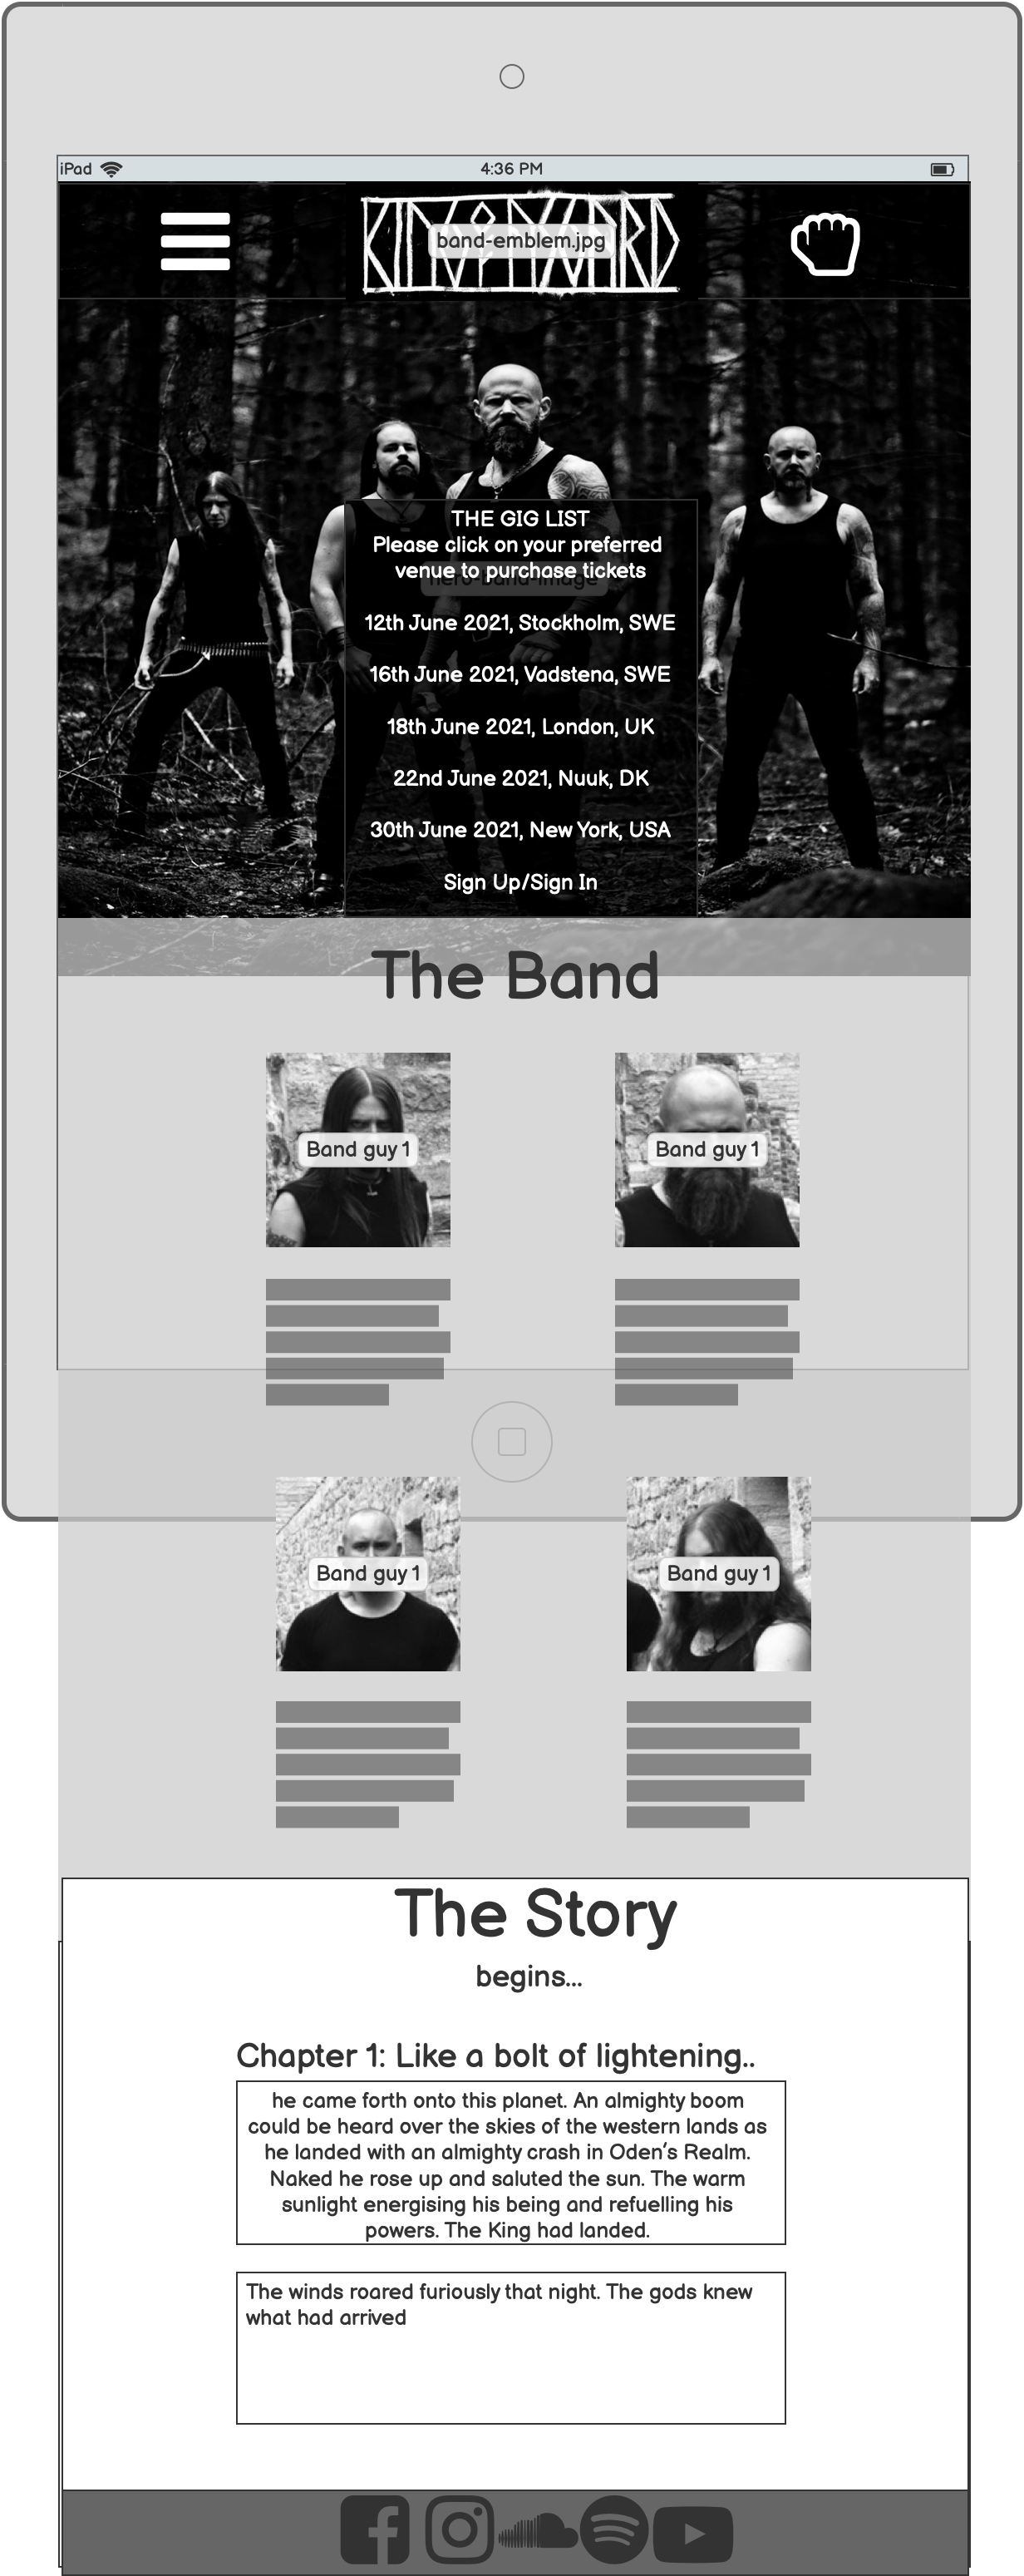 iPad
4:36 PM
band-emblem.jpg
THE GIG LIST
Please click on your preferred
venue to purchase tickets
hero-band-image
12th June 2021, Stockholm, SWE
16th June 2021, Vadstena, SWE
18th June 2021, London, UK
22nd June 2021, Nuuk, DK
30th June 2021, New York, USA
Sign Up/Sign In
The Band
Band guy 1
Band guy 1
Band guy 1
Band guy 1
The Story
begins...
Chapter 1: Like a bolt of lightening..
he came forth onto this planet. An almighty boom
could be heard over the skies of the western lands as
he landed with an almighty crash in Oden's Realm.
Naked he rose up and saluted the sun. The warm
sunlight energising his being and refuelling his
powers. The King had landed.
The winds roared furiously that night. The gods knew
what had arrived